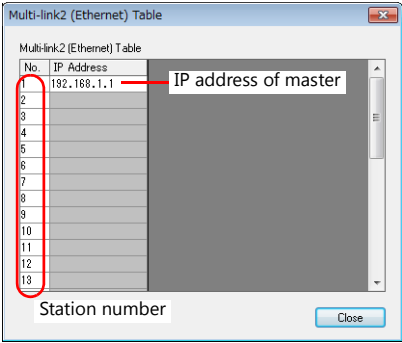 Multi-link2 (Ethernet) Table
Multi-link2 (Ethernet) Table
No. IP Address
1 192.168.1.1 IP address of master
2
3
4
5
6
7
8
9
10
11
12
13
Station number
Close